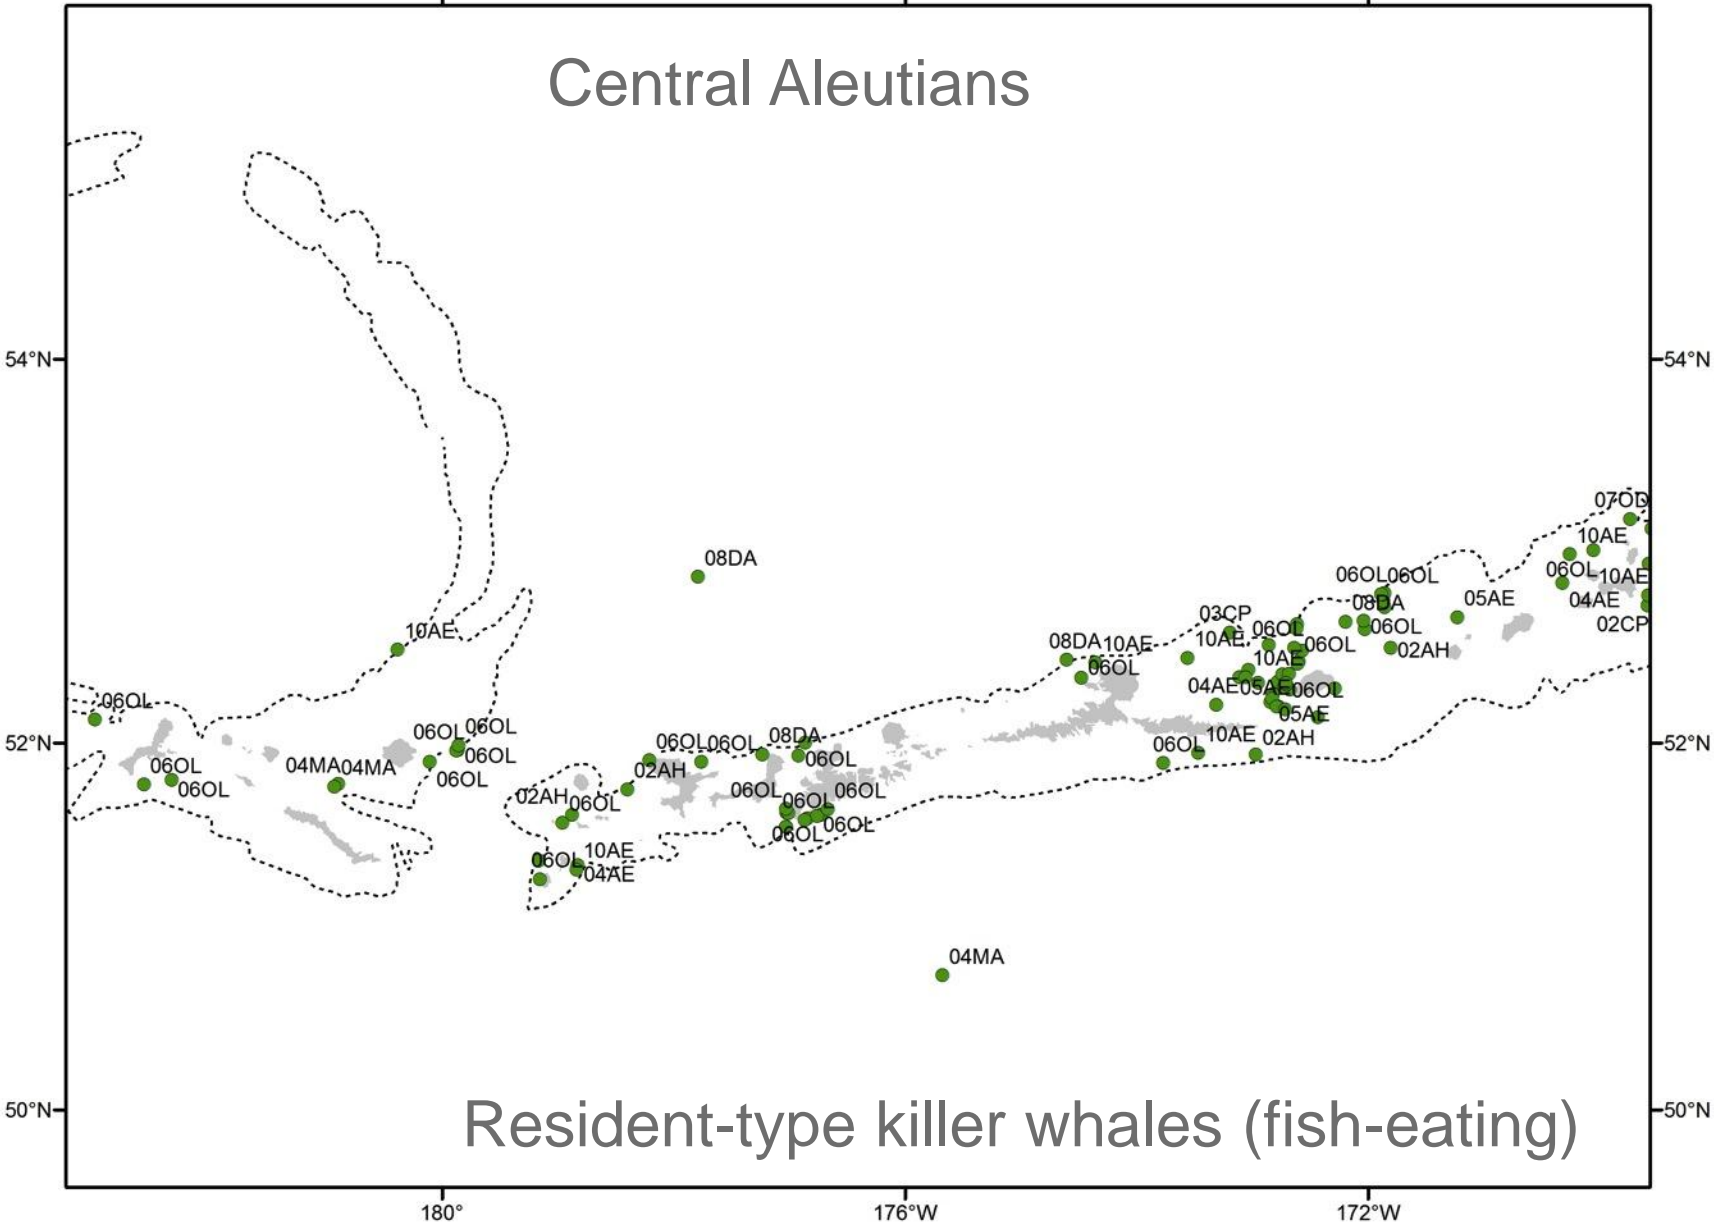 Central Aleutians
54°N 54°N
07OD
10AE
08DA
06OL 06OL
06OL 10AE
05AE
04AE
08DA
03CP
02CP
10AE
06OL
06OL
10AE
06OL
02AH
08DA 10AE
10AE
06OL
04AE 05AE 06OL
06OL
05AE
06OL
06OL
10AE 02AH
08DA
52°N 52°N
06OL 06OL
06OL
06OL
06OL
04MA 04MA
02AH
06OL
06OL
06OL
06OL 06OL
02AH 06OL
06OL
06OL
06OL
06OL 10AE
04AE
04MA
50°N 50°N
Resident-type killer whales (fish-eating)
180° 176°W 172°W